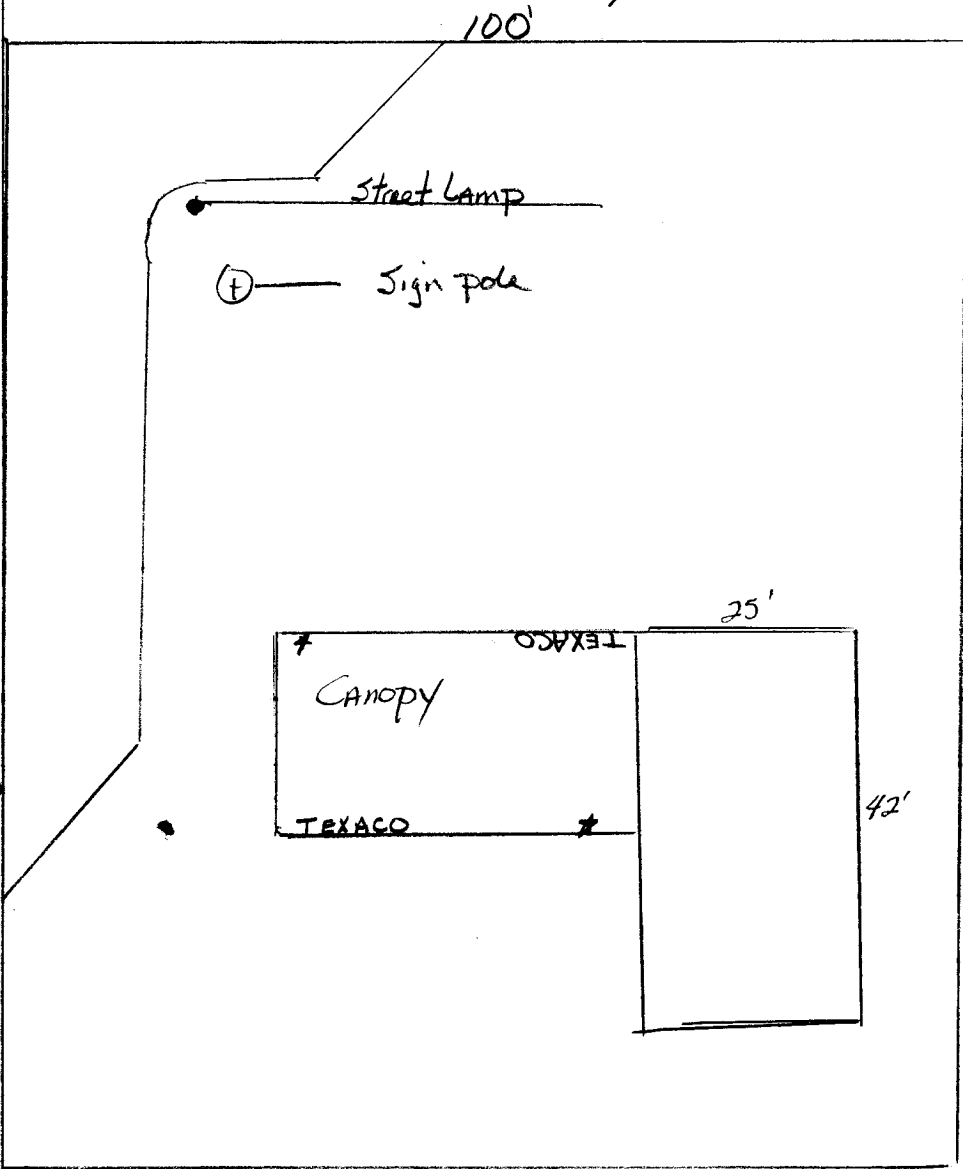 100'
Street Lamp
Sign pole
25'
TEXACO
Canopy
42'
TEXACO